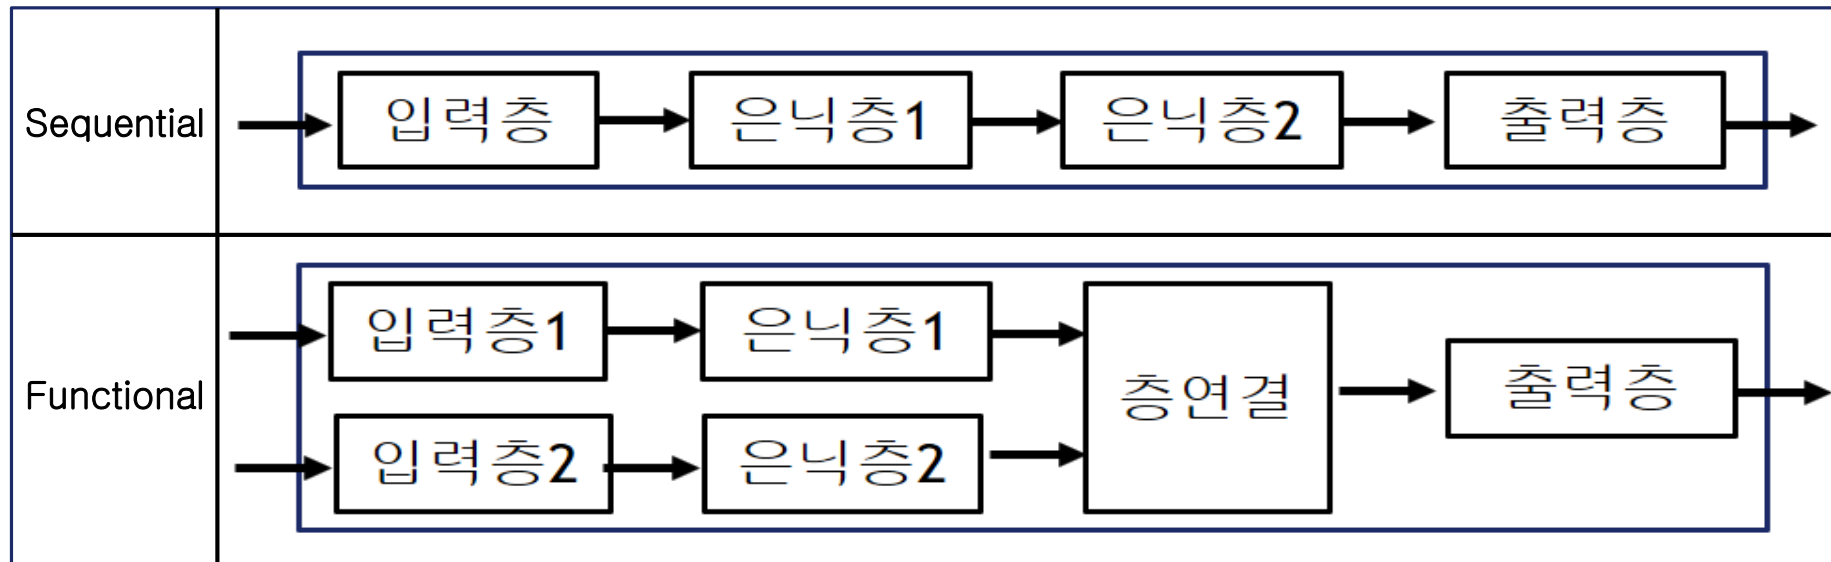 Sequential
입력층
은닉층1
은닉층2
출력층
Functional
입력층1
은닉층1
입력층2
은닉층2
층연결
출력층